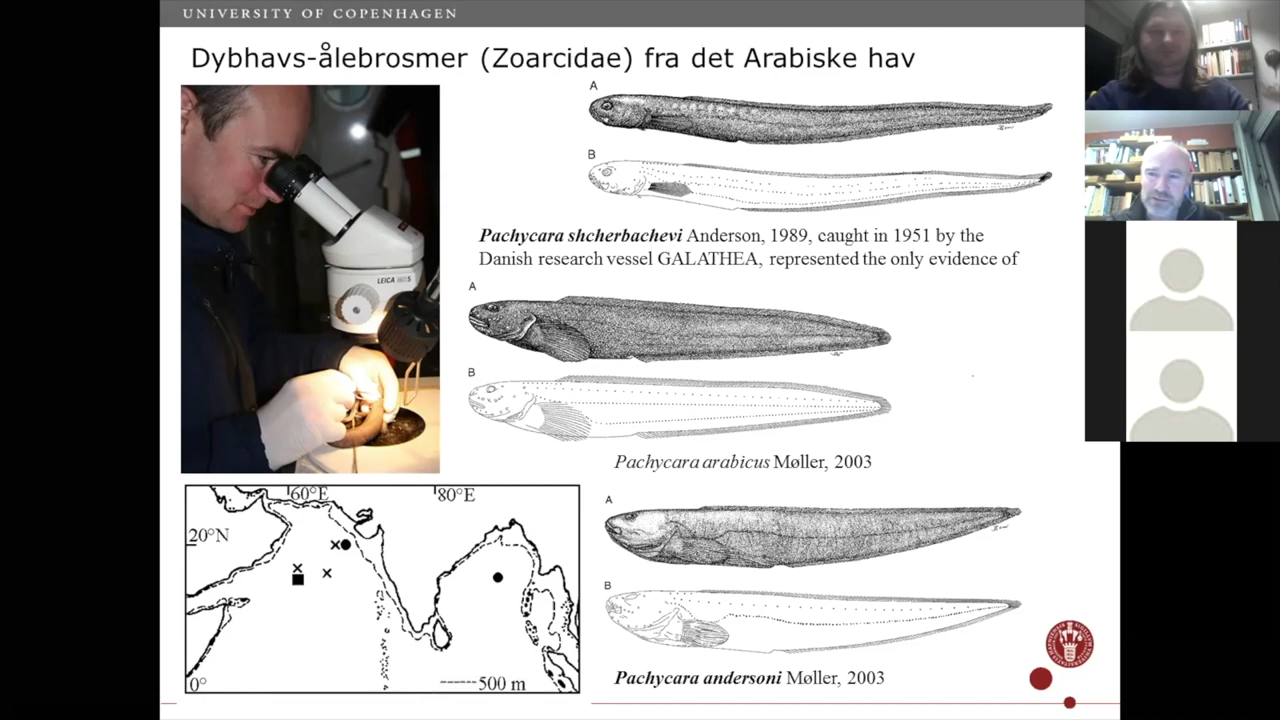 UNIVERSITY OF COPENHAGEN
Dybhavs-ålebrosmer (Zoarcidae) fra det Arabiske hav
A
B
Pachycara shcherbachevi Anderson, 1989, caught in 1951 by the
Danish research vessel GALATHEA, represented the only evidence of
A
B
Pachycara arabicus Møller, 2003
A
B
Pachycara andersoni Møller, 2003
LEICA
60°E
80°E
20°N
0°
500 m